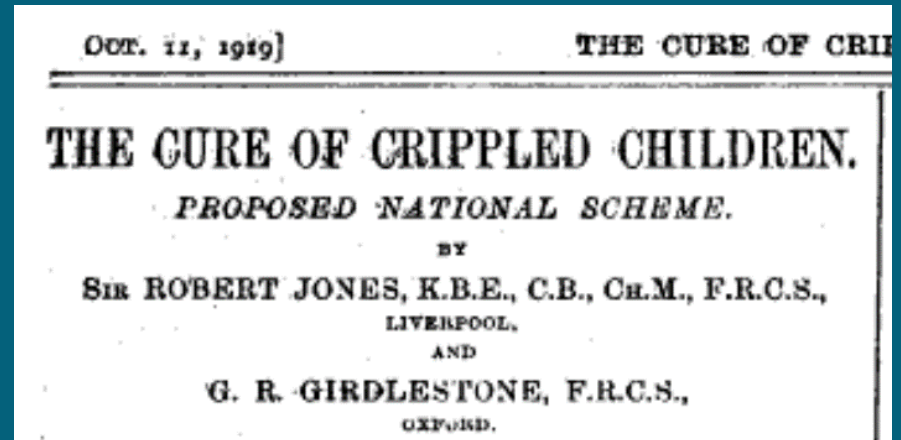 OCT. 11, 1919] THE CURE OF CRI
THE CURE OF CRIPPLED CHILDREN.
PROPOSED NATIONAL SCHEME.
BY
SIR ROBERT JONES, K.B.E., C.B., CH.M., F.R.C.S.,
LIVERPOOL,
AND
G. R. GIRDLESTONE, F.R.C.S.,
OXFORD.